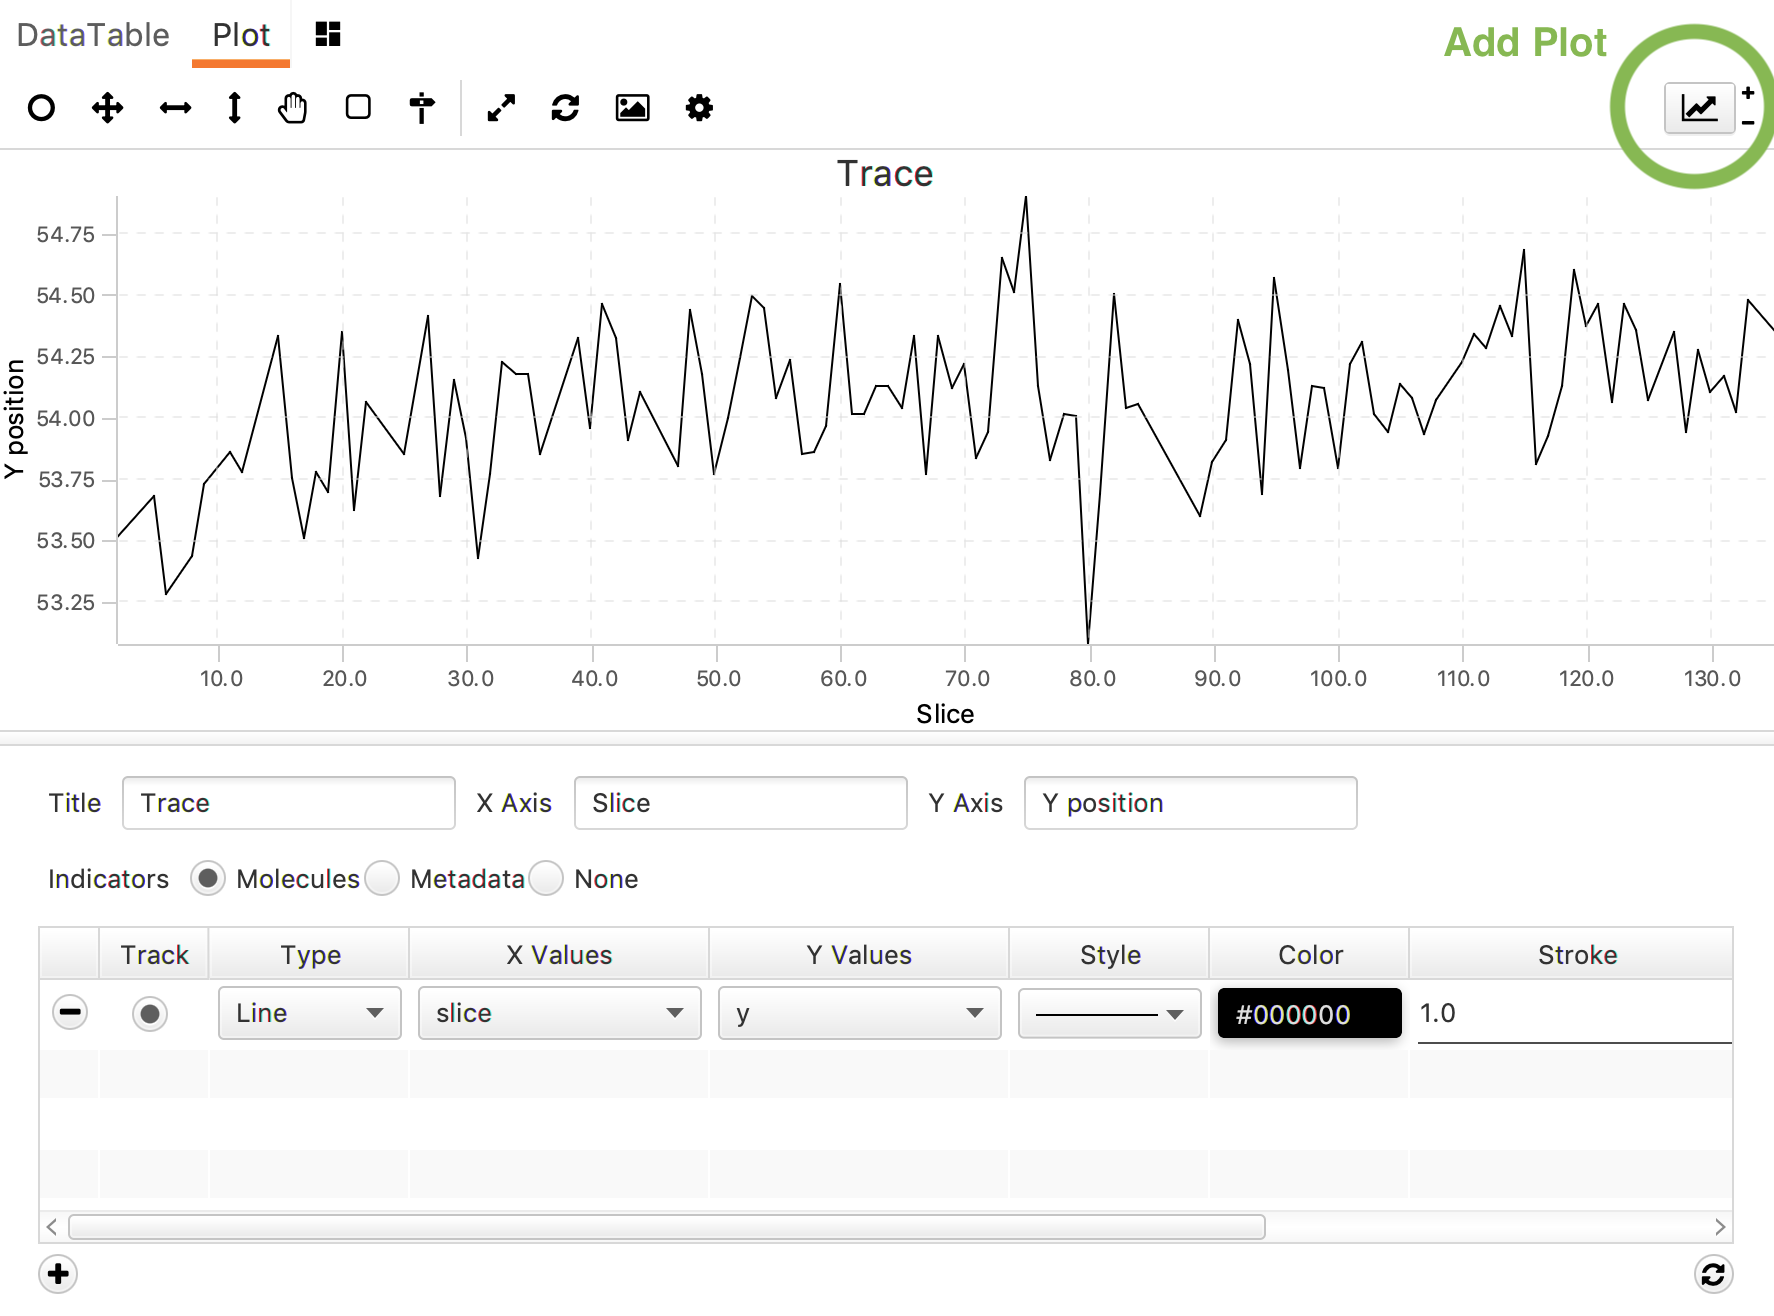 DataTable Plot Add Plot
+
-
Trace
54.75
54.50
54.25
54.00
53.75
53.50
53.25
Y position
10.0 20.0 30.0 40.0 50.0 60.0 70.0 80.0 90.0 100.0 110.0 120.0 130.0
Slice
Title Trace X Axis Slice Y Axis Y position
Indicators Molecules Metadata None
Track Type X Values Y Values Style Color Stroke
Line slice y #000000 1.0